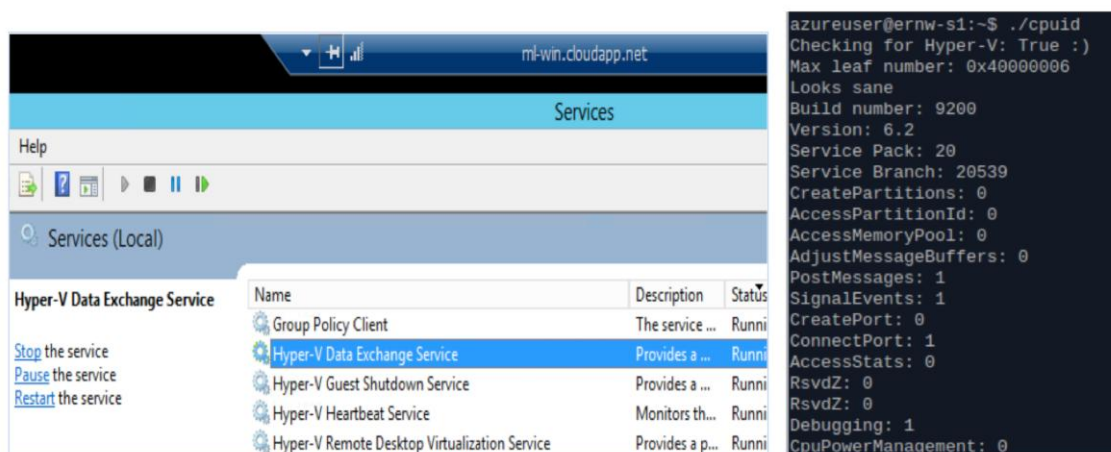 ml-win.cloudapp.net
Services
Help
Services (Local)
Hyper-V Data Exchange Service
Stop the service
Pause the service
Restart the service
Name Description Status
Group Policy Client The service ... Runni
Hyper-V Data Exchange Service Provides a ... Runni
Hyper-V Guest Shutdown Service Provides a ... Runni
Hyper-V Heartbeat Service Monitors th... Runni
Hyper-V Remote Desktop Virtualization Service Provides a p... Runni
azureuser@ernw-s1:~$ ./cpuid
Checking for Hyper-V: True :)
Max leaf number: 0x40000006
Looks sane
Build number: 9200
Version: 6.2
Service Pack: 20
Service Branch: 20539
CreatePartitions: 0
AccessPartitionId: 0
AccessMemoryPool: 0
AdjustMessageBuffers: 0
PostMessages: 1
SignalEvents: 1
CreatePort: 0
ConnectPort: 1
AccessStats: 0
RsvdZ: 0
RsvdZ: 0
Debugging: 1
CpuPowerManagement: 0